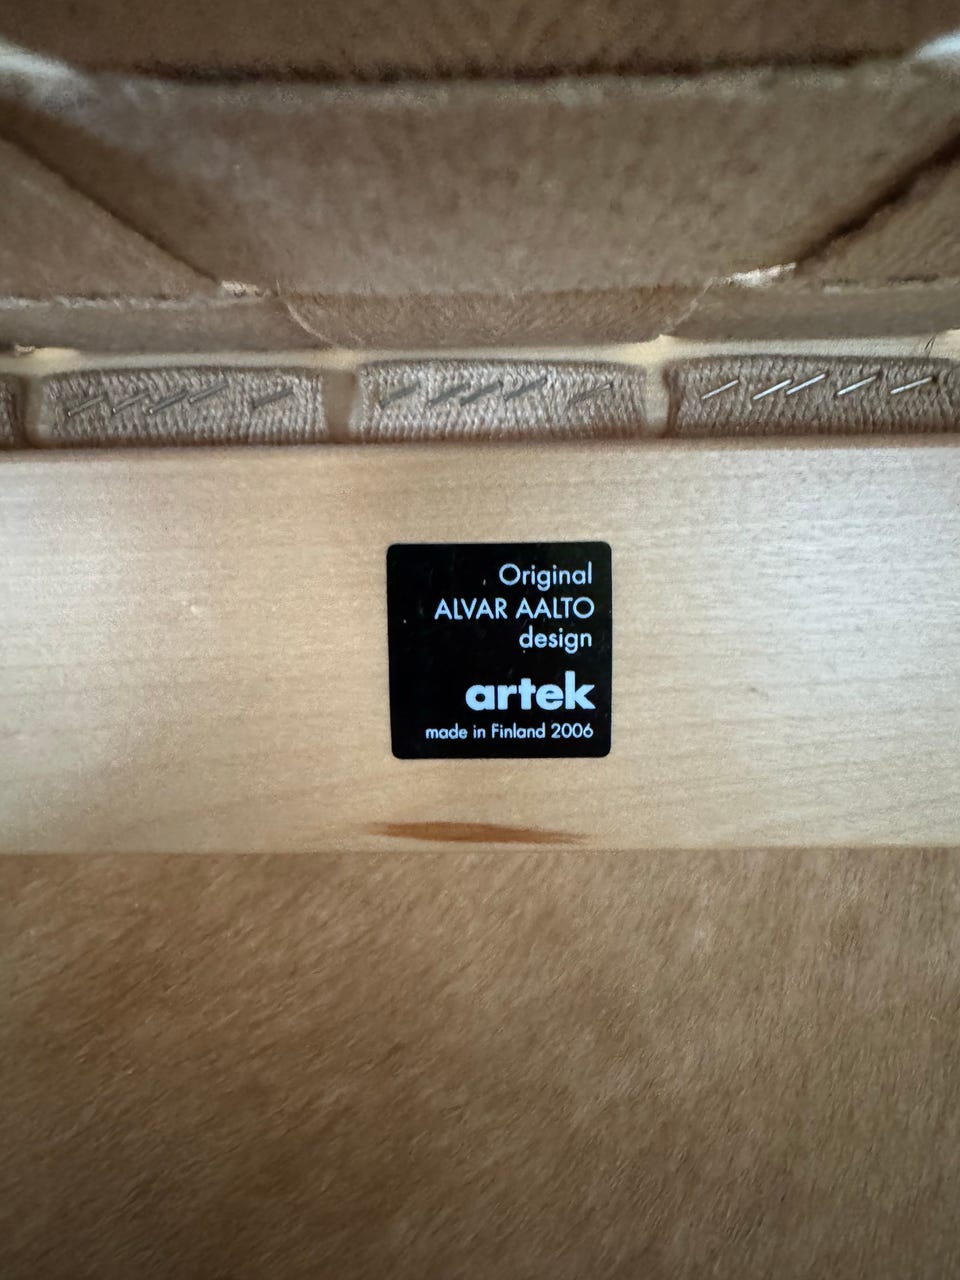 Original
ALVAR AALTO
design
artek
made in Finland 2006